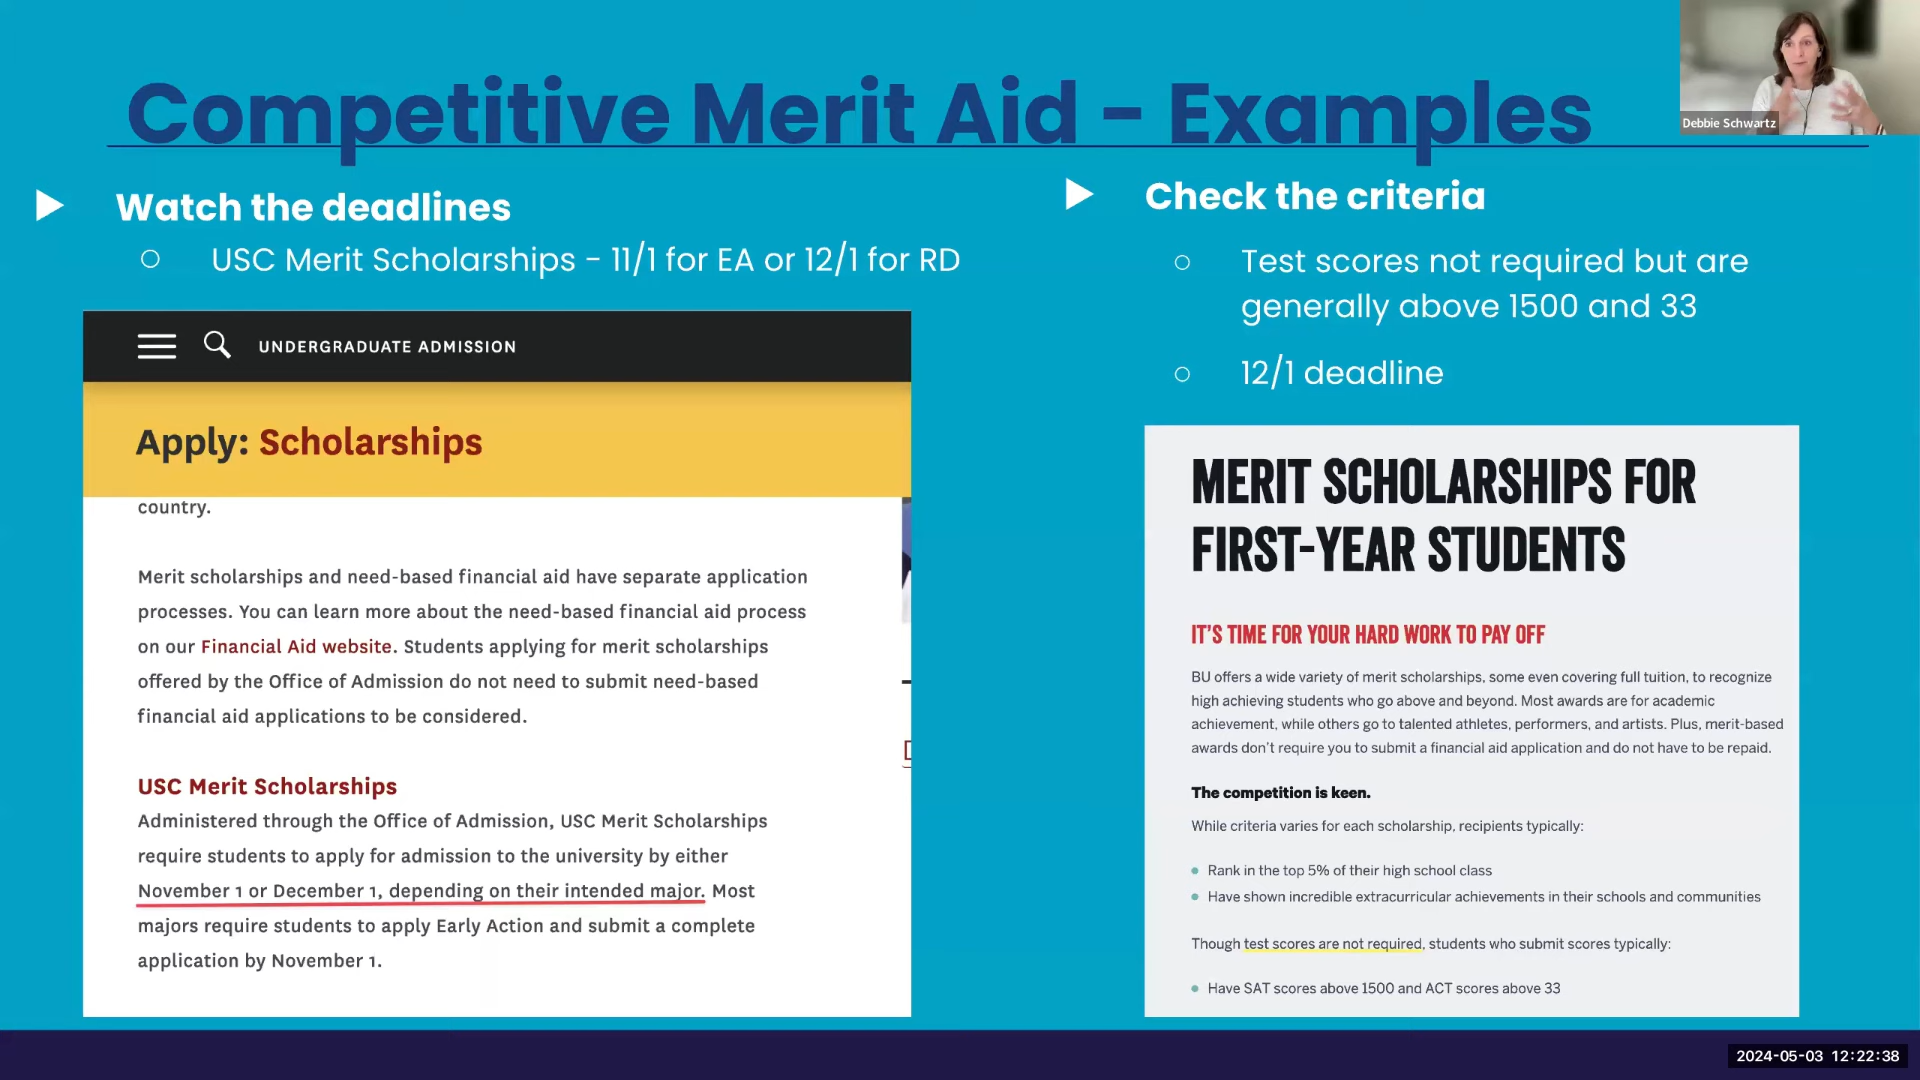 Competitive Merit Aid - Examples
Debbie Schwartz
Watch the deadlines
USC Merit Scholarships - 11/1 for EA or 12/1 for RD
UNDERGRADUATE ADMISSION
Apply: Scholarships
country.
Merit scholarships and need-based financial aid have separate application
processes. You can learn more about the need-based financial aid process
on our Financial Aid website. Students applying for merit scholarships
offered by the Office of Admission do not need to submit need-based
financial aid applications to be considered.
USC Merit Scholarships
Administered through the Office of Admission, USC Merit Scholarships
require students to apply for admission to the university by either
November 1 or December 1, depending on their intended major. Most
majors require students to apply Early Action and submit a complete
application by November 1.
Check the criteria
Test scores not required but are
generally above 1500 and 33
12/1 deadline
MERIT SCHOLARSHIPS FOR
FIRST-YEAR STUDENTS
IT'S TIME FOR YOUR HARD WORK TO PAY OFF
BU offers a wide variety of merit scholarships, some even covering full tuition, to recognize
high achieving students who go above and beyond. Most awards are for academic
achievement, while others go to talented athletes, performers, and artists. Plus, merit-based
awards don't require you to submit a financial aid application and do not have to be repaid.
The competition is keen.
While criteria varies for each scholarship, recipients typically:
Rank in the top 5% of their high school class
Have shown incredible extracurricular achievements in their schools and communities
Though test scores are not required, students who submit scores typically:
Have SAT scores above 1500 and ACT scores above 33
2024-05-03 12:22:38